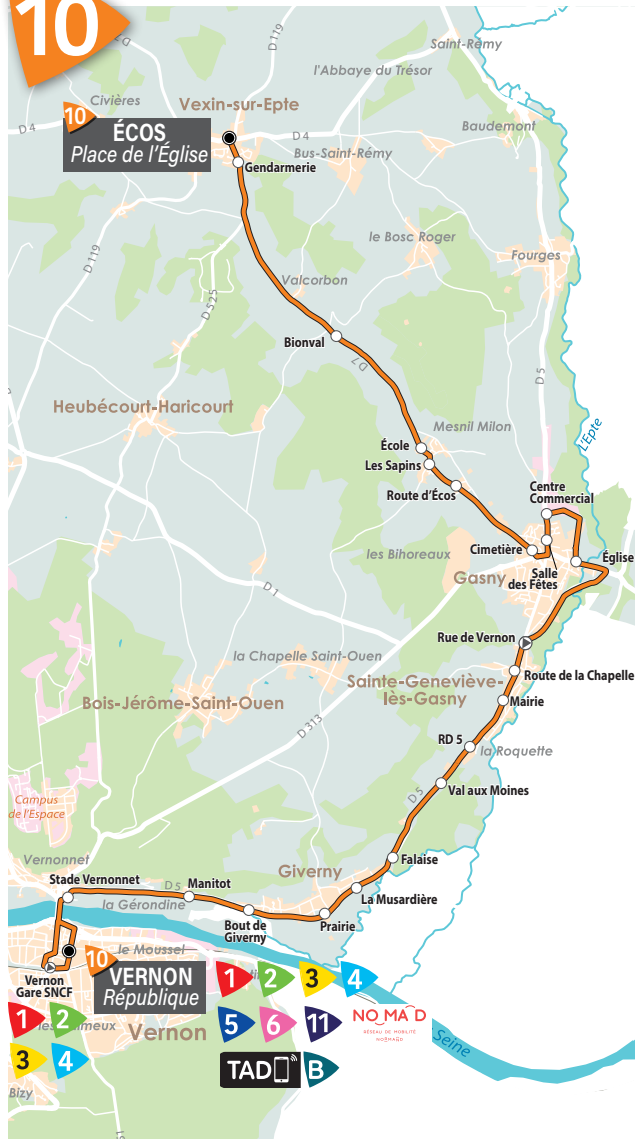 10
D 119
D7
Saint-Rémy
l'Abbaye du Trésor
Civières
Vexin-sur-Epte
10
D 4
ÉCOS
Place de l'Église
D 4
Baudemont
Bus-Saint-Rémy
Gendarmerie
le Bosc Roger
Fourges
D 119
Valcorbon
D 525
Bionval
D7
D 5
Heubécourt-Haricourt
Mesnil Milon
L'Epte
École
Les Sapins
Route d'Écos
Centre
Commercial
Cimetière
les Bihoreaux
Église
Gasny
Salle
des Fêtes
D 1
Rue de Vernon
la Chapelle Saint-Ouen
Route de la Chapelle
Sainte-Geneviève-
lès-Gasny
Bois-Jérôme-Saint-Ouen
Mairie
D 313
RD 5
la Roquette
Val aux Moines
D 5
Campus
de l'Espace
Vernonnet
Falaise
Giverny
Stade Vernonnet
D 5
Manitot
La Musardière
la Gérondine
Bout de
Giverny
Prairie
le Moussel
10
VERNON
République
Vernon
Gare SNCF
1 2 3 4
1 2
5 6 11
NOMAD
RÉSEAU DE MOBILITÉ
Vernon
Seine
3 4
TAD B
Bizy